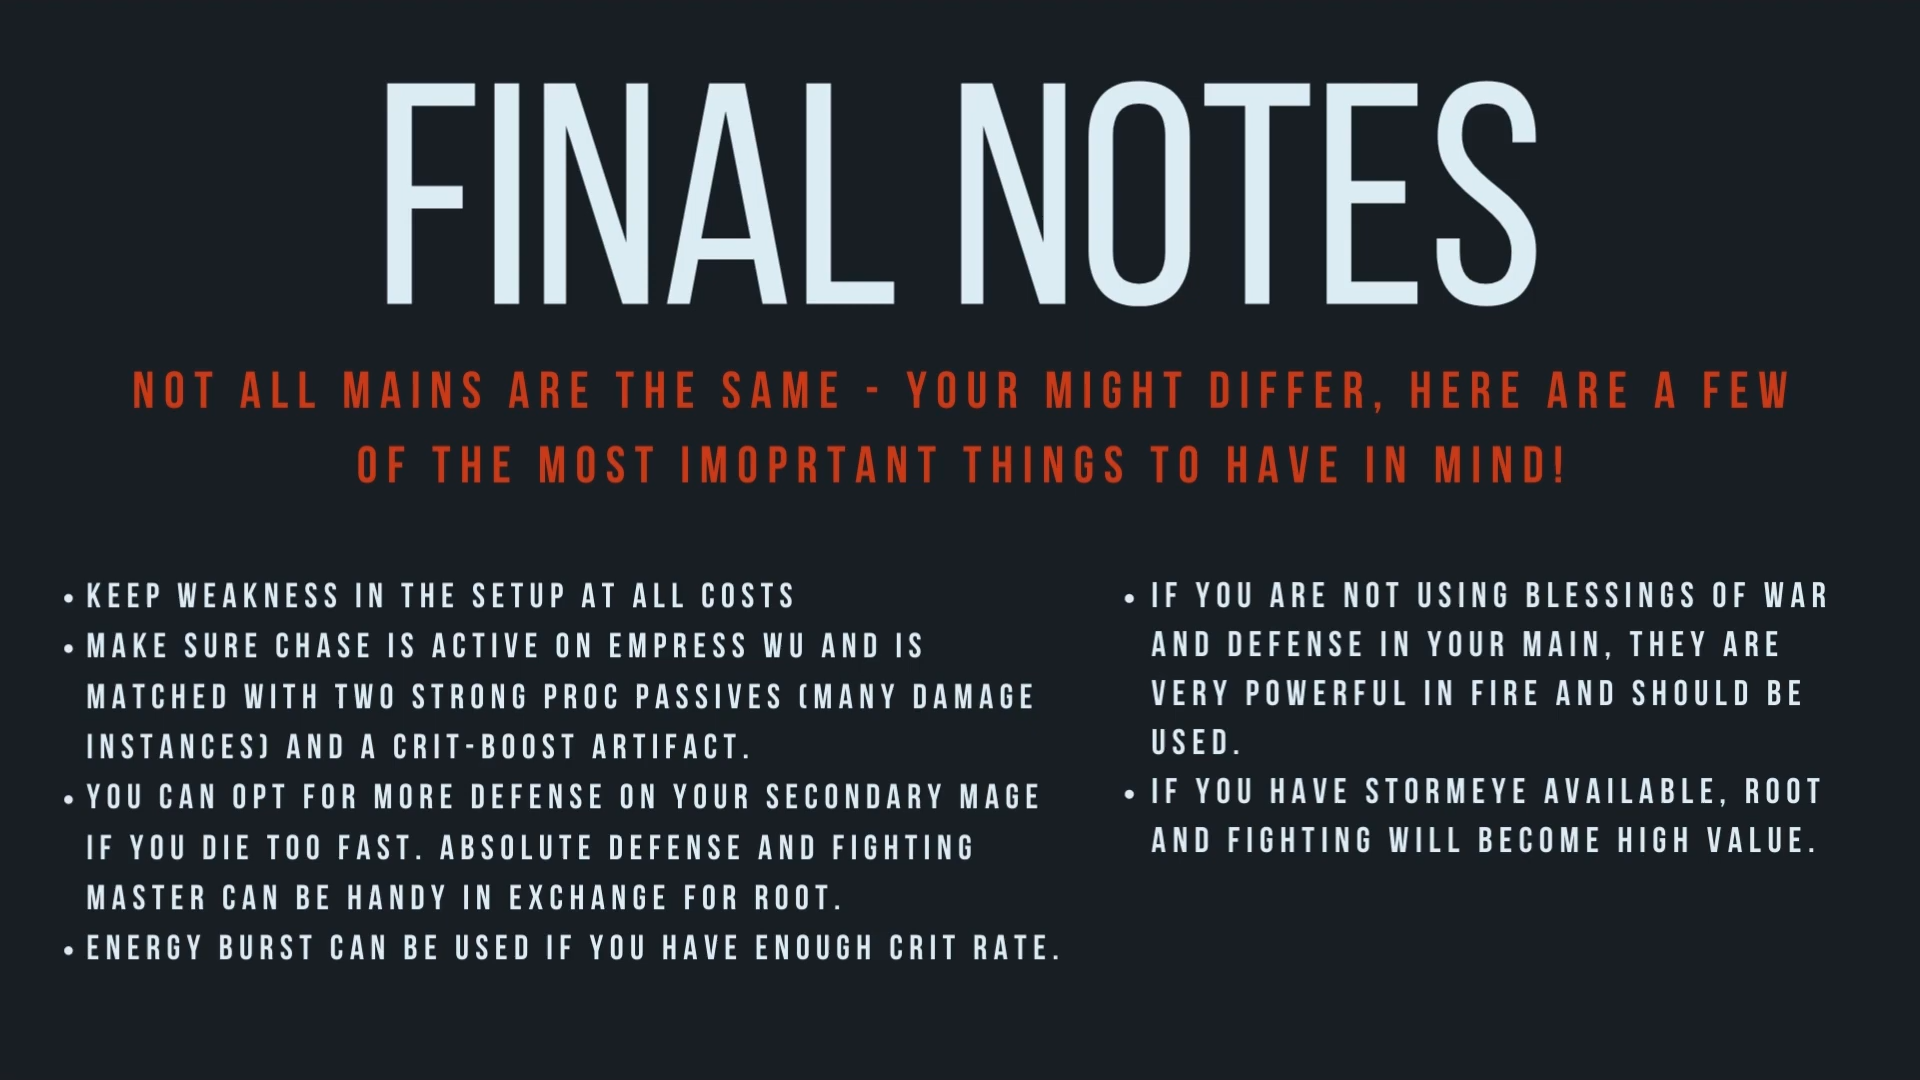 FINAL NOTES
NOT ALL MAINS ARE THE SAME - YOUR MIGHT DIFFER, HERE ARE A FEW
OF THE MOST IMOPRTANT THINGS TO HAVE IN MIND!
• KEEP WEAKNESS IN THE SETUP AT ALL COSTS
• MAKE SURE CHASE IS ACTIVE ON EMPRESS WU AND IS
MATCHED WITH TWO STRONG PROC PASSIVES (MANY DAMAGE
INSTANCES) AND A CRIT-BOOST ARTIFACT.
• YOU CAN OPT FOR MORE DEFENSE ON YOUR SECONDARY MAGE
IF YOU DIE TOO FAST. ABSOLUTE DEFENSE AND FIGHTING
MASTER CAN BE HANDY IN EXCHANGE FOR ROOT.
• ENERGY BURST CAN BE USED IF YOU HAVE ENOUGH CRIT RATE.
• IF YOU ARE NOT USING BLESSINGS OF WAR
AND DEFENSE IN YOUR MAIN, THEY ARE
VERY POWERFUL IN FIRE AND SHOULD BE
USED.
• IF YOU HAVE STORMEYE AVAILABLE, ROOT
AND FIGHTING WILL BECOME HIGH VALUE.